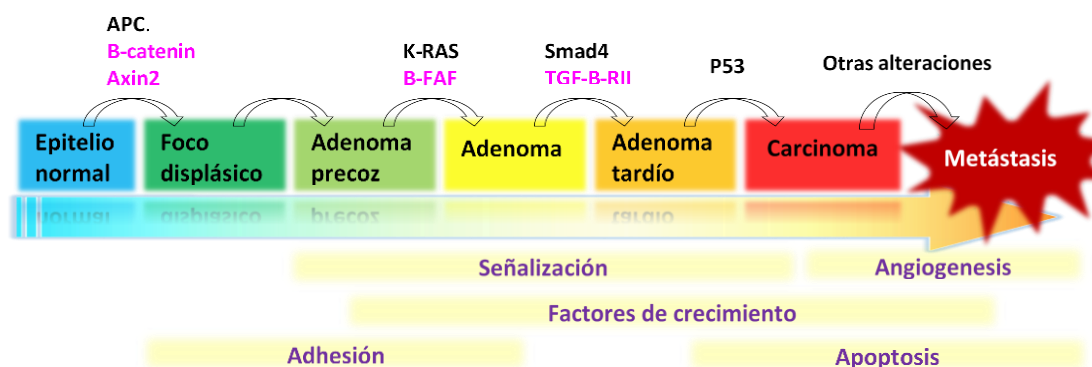 APC.
B-catenin
Axin2
K-RAS
B-FAF
Smad4
TGF-B-RII
P53
Otras alteraciones
Epitelio
normal
Foco
displásico
Adenoma
precoz
Adenoma
Adenoma
tardío
Carcinoma
Metástasis
Señalización
Angiogenesis
Factores de crecimiento
Adhesión
Apoptosis